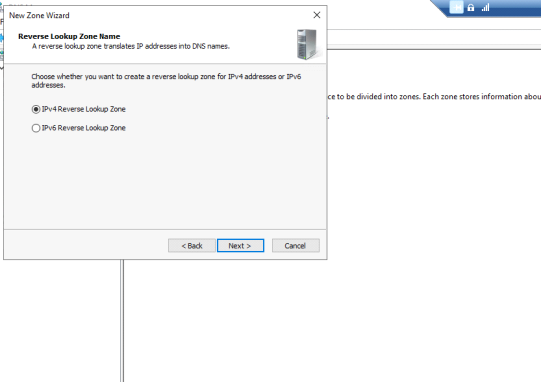 New Zone Wizard
Reverse Lookup Zone Name
A reverse lookup zone translates IP addresses into DNS names.
Choose whether you want to create a reverse lookup zone for IPv4 addresses or IPv6
addresses.
ce to be divided into zones. Each zone stores information abou
IPv4 Reverse Lookup Zone
IPv6 Reverse Lookup Zone
< Back
Next >
Cancel